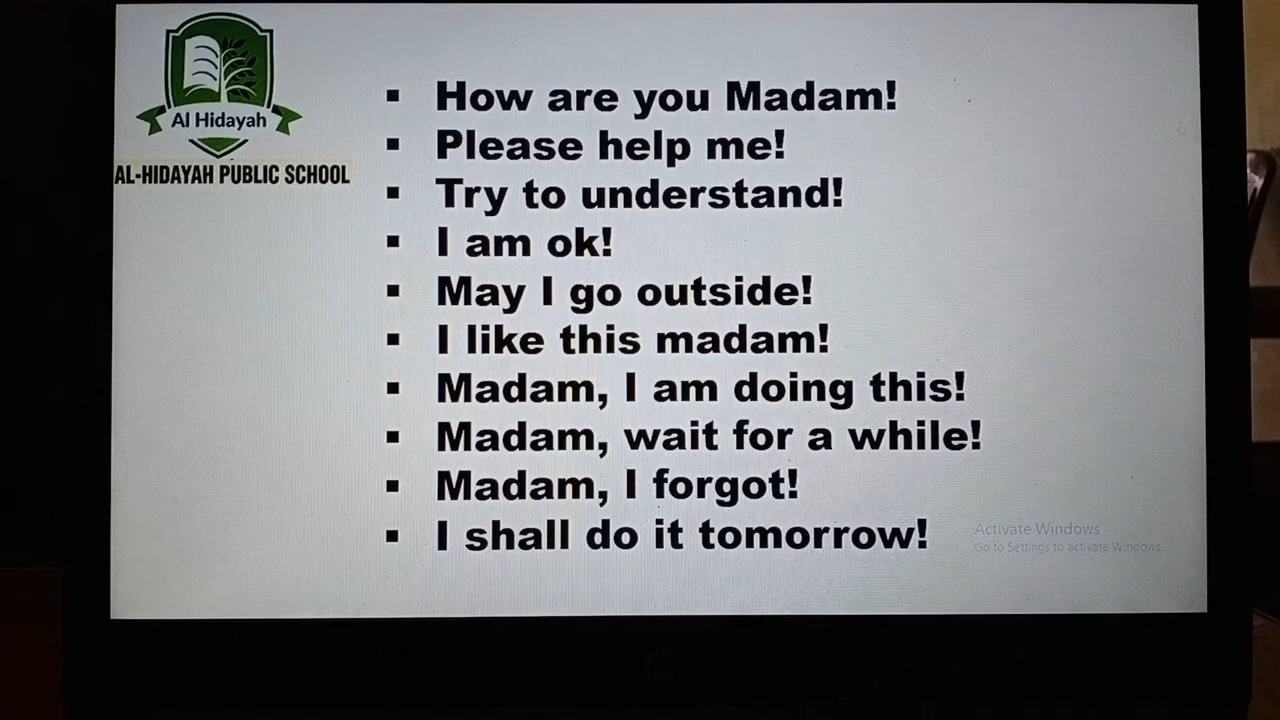 Al Hidayah
AL-HIDAYAH PUBLIC SCHOOL
▪ How are you Madam!
▪ Please help me!
▪ Try to understand!
▪ I am ok!
▪ May I go outside!
▪ I like this madam!
▪ Madam, I am doing this!
▪ Madam, wait for a while!
▪ Madam, I forgot!
▪ I shall do it tomorrow!
Activate Windows
Go to Settings to activate Windows.